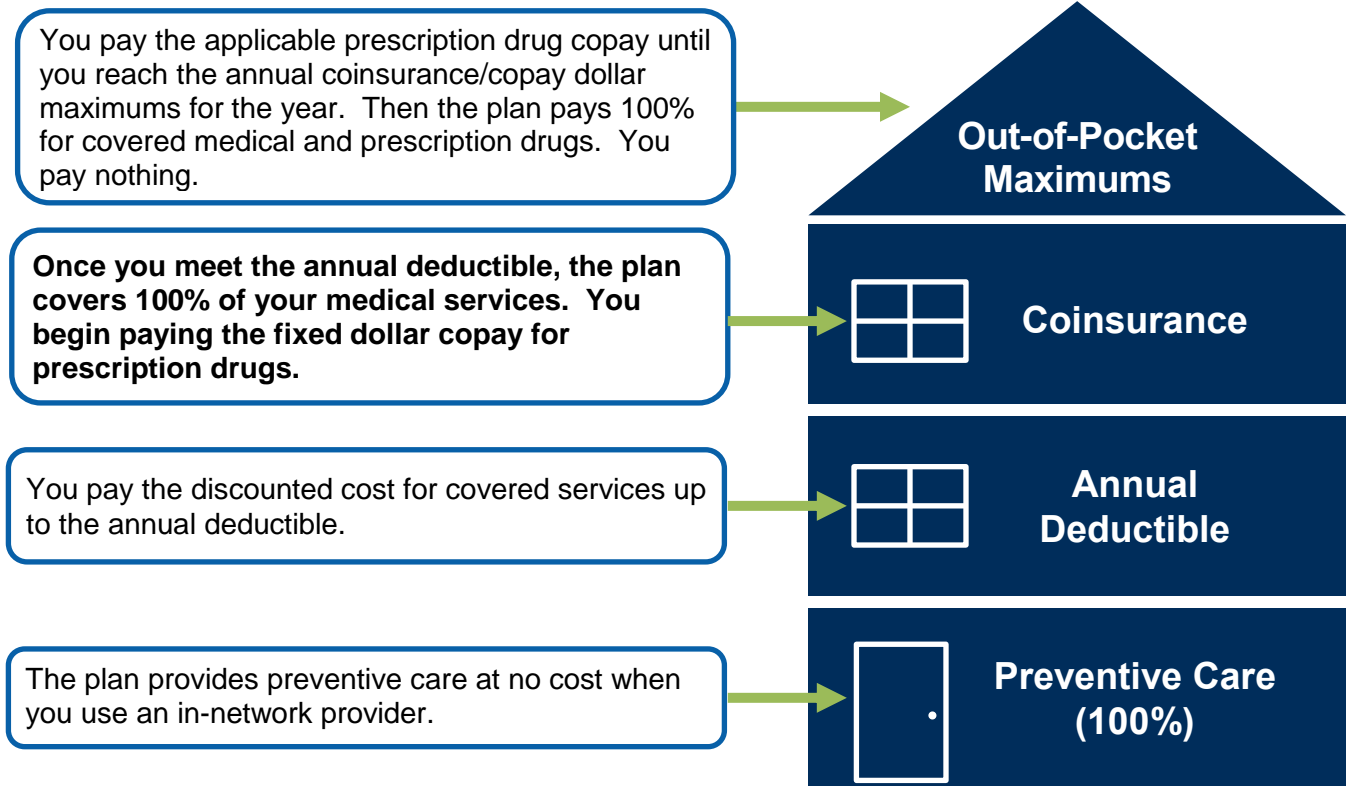 You pay the applicable prescription drug copay until
you reach the annual coinsurance/copay dollar
maximums for the year.  Then the plan pays 100%
for covered medical and prescription drugs.  You
pay nothing.
Out-of-Pocket
Maximums
Once you meet the annual deductible, the plan
covers 100% of your medical services.  You
begin paying the fixed dollar copay for
prescription drugs.
Coinsurance
You pay the discounted cost for covered services up
to the annual deductible.
Annual
Deductible
The plan provides preventive care at no cost when
you use an in-network provider.
Preventive Care
(100%)